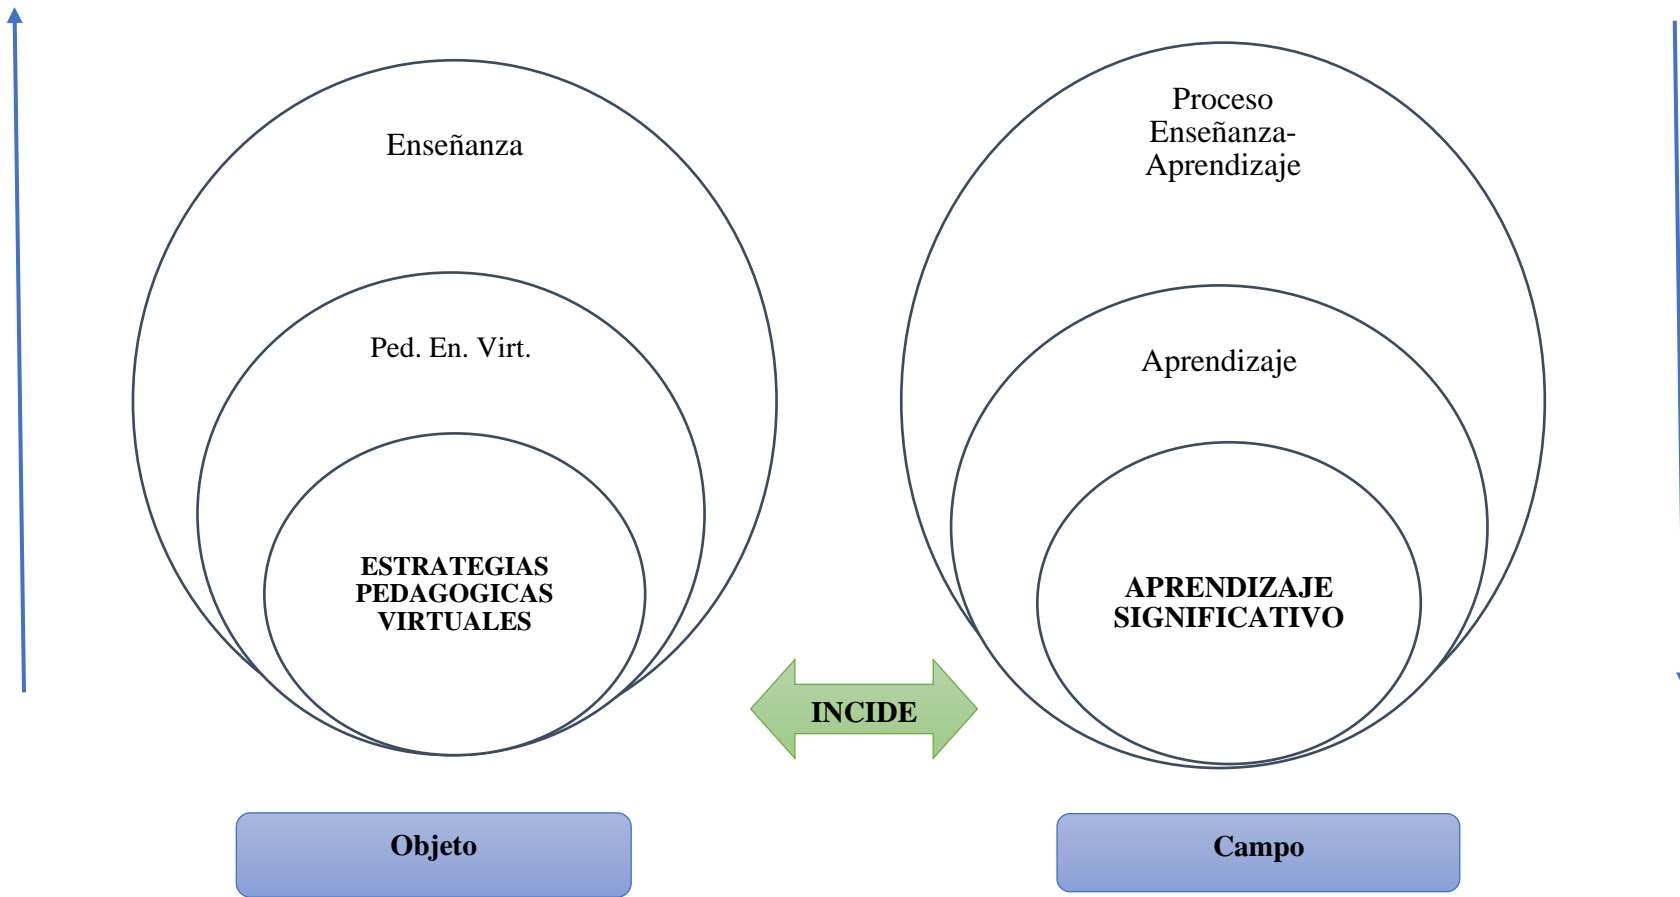 Enseñanza
Ped. En. Virt.
ESTRATEGIAS
PEDAGOGICAS
VIRTUALES
Proceso
Enseñanza-
Aprendizaje
Aprendizaje
APRENDIZAJE
SIGNIFICATIVO
INCIDE
Objeto
Campo